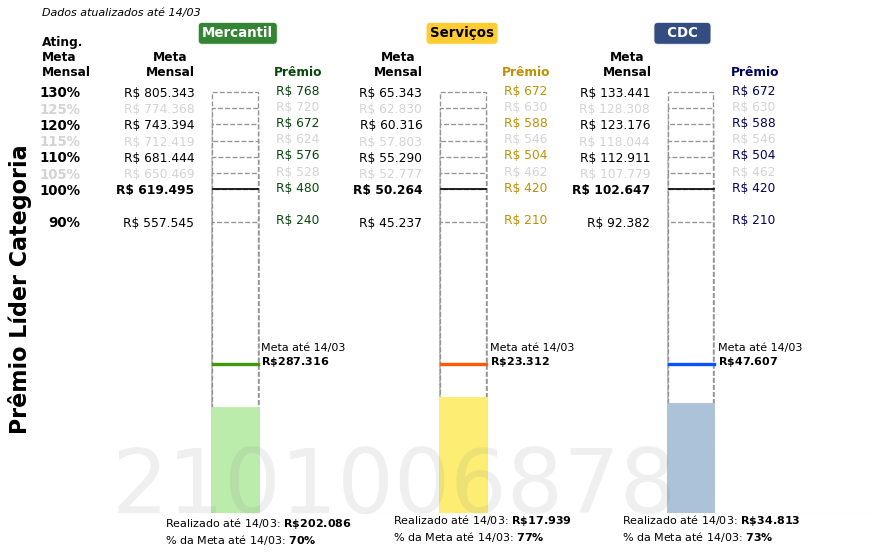 Dados atualizados até 14/03
Mercantil Serviços CDC
Ating.
Meta
Mensal
Meta
Mensal
Prêmio
Meta
Mensal
Prêmio
Meta
Mensal
Prêmio
130% R$ 805.343 R$ 768 R$ 65.343 R$ 672 R$ 133.441 R$ 672
125% R$ 774.368 R$ 720 R$ 62.830 R$ 630 R$ 128.308 R$ 630
120% R$ 743.394 R$ 672 R$ 60.316 R$ 588 R$ 123.176 R$ 588
115% R$ 712.419 R$ 624 R$ 57.803 R$ 546 R$ 118.044 R$ 546
110% R$ 681.444 R$ 576 R$ 55.290 R$ 504 R$ 112.911 R$ 504
105% R$ 650.469 R$ 528 R$ 52.777 R$ 462 R$ 107.779 R$ 462
100% R$ 619.495 R$ 480 R$ 50.264 R$ 420 R$ 102.647 R$ 420
90% R$ 557.545 R$ 240 R$ 45.237 R$ 210 R$ 92.382 R$ 210
Prêmio Líder Categoria
Meta até 14/03
R$287.316
Meta até 14/03
R$23.312
Meta até 14/03
R$47.607
2101006878
Realizado até 14/03: R$202.086
% da Meta até 14/03: 70%
Realizado até 14/03: R$17.939
% da Meta até 14/03: 77%
Realizado até 14/03: R$34.813
% da Meta até 14/03: 73%